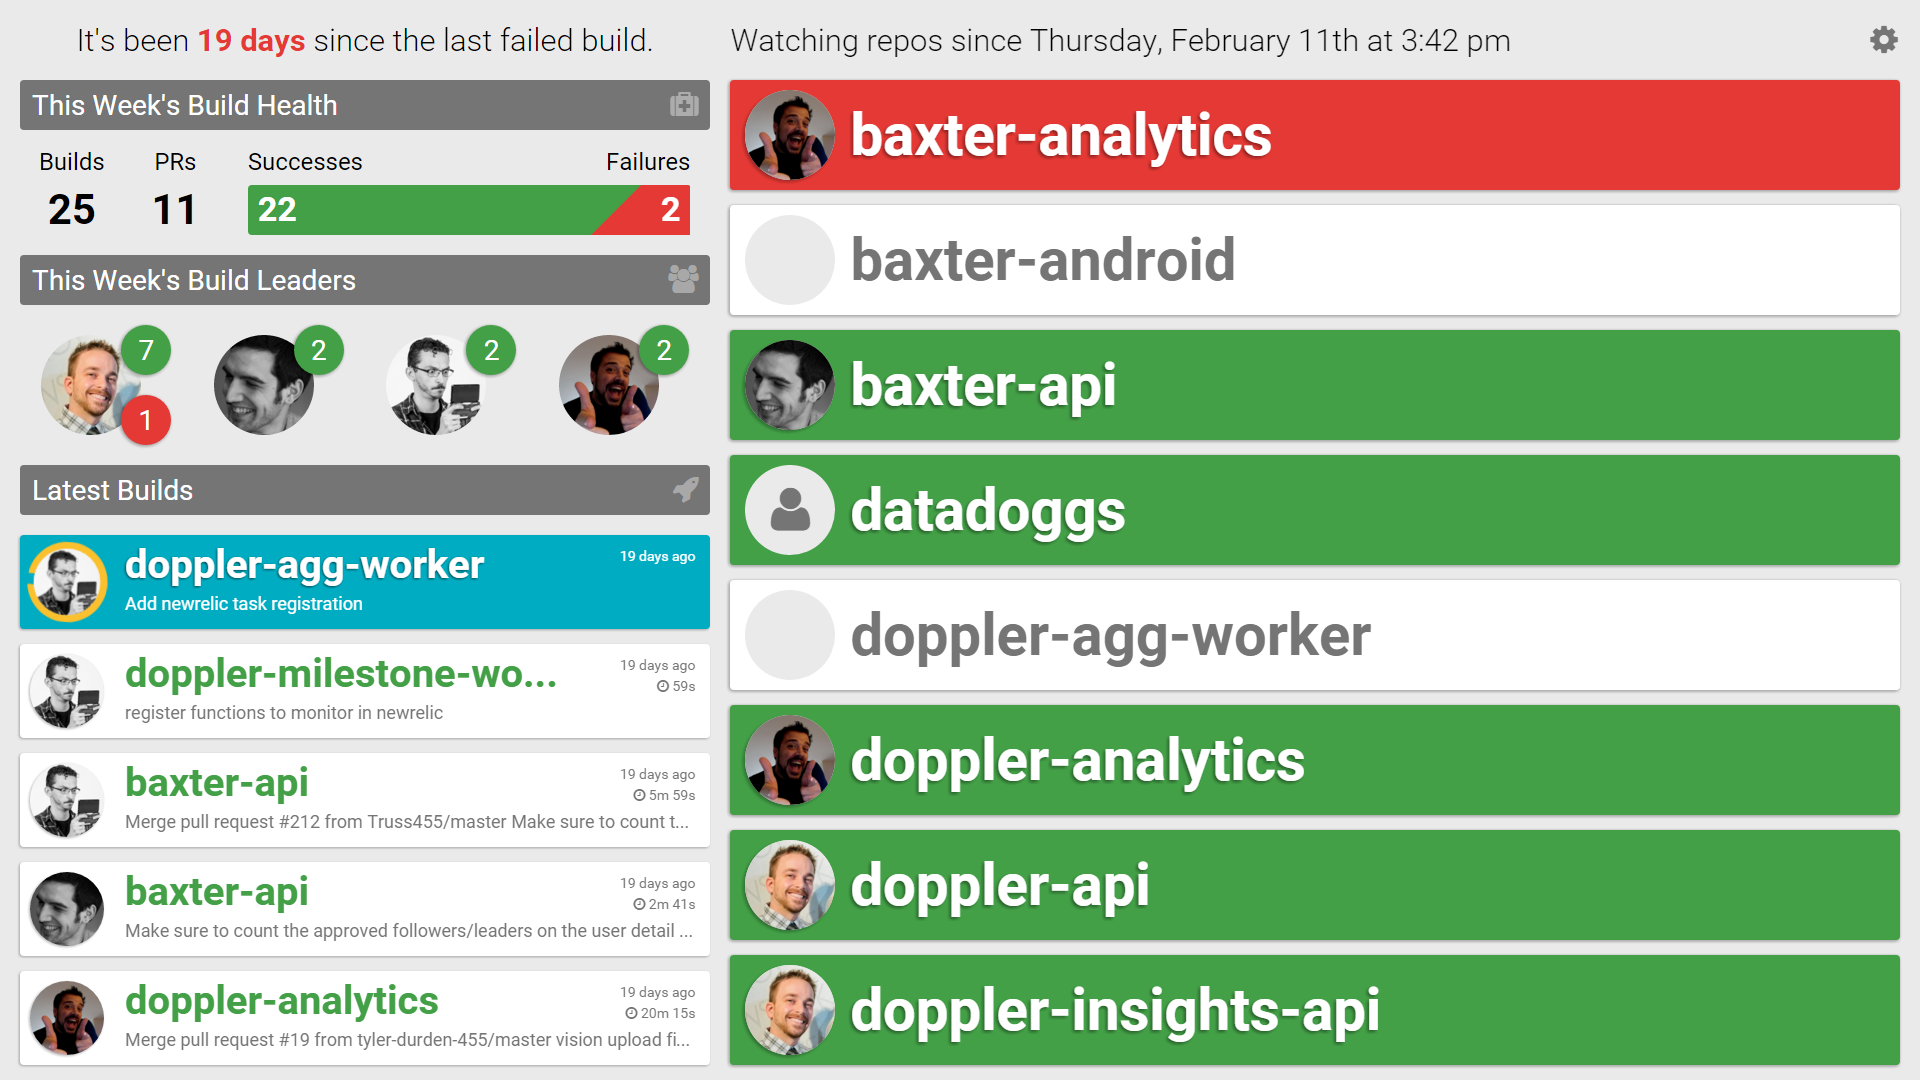 It's been 19 days since the last failed build.
Watching repos since Thursday, February 11th at 3:42 pm
This Week's Build Health
Builds PRs Successes Failures
25 11 22 2
This Week's Build Leaders
7 2 2 2
1
Latest Builds
doppler-agg-worker 19 days ago
Add newrelic task registration
doppler-milestone-wo... 19 days ago
59s
register functions to monitor in newrelic
baxter-api 19 days ago
5m 59s
Merge pull request #212 from Truss455/master Make sure to count t...
baxter-api 19 days ago
2m 41s
Make sure to count the approved followers/leaders on the user detail ...
doppler-analytics 19 days ago
20m 15s
Merge pull request #19 from tyler-durden-455/master vision upload fi...
baxter-analytics
baxter-android
baxter-api
datadoggs
doppler-agg-worker
doppler-analytics
doppler-api
doppler-insights-api